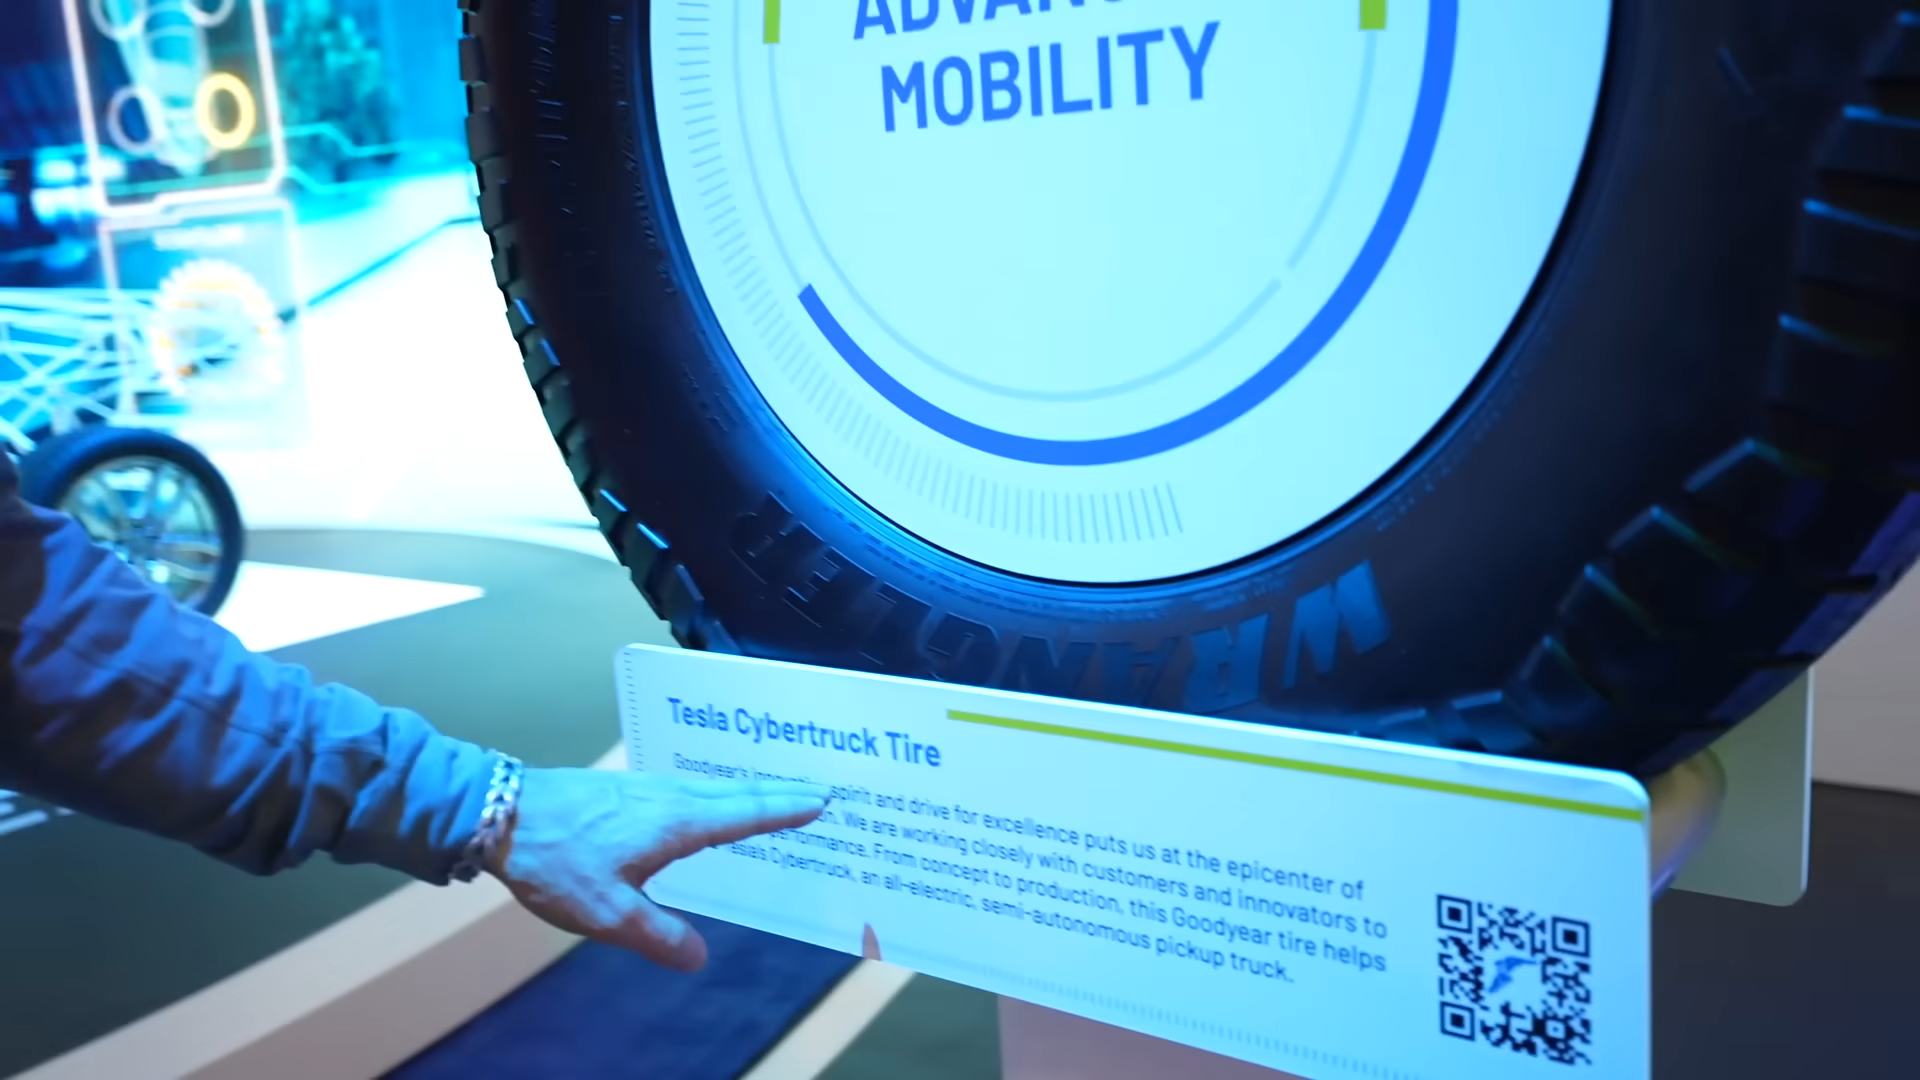 MOBILITY
WRANGLER
Tesla Cybertruck Tire
Goodyear's spirit and drive for excellence puts us at the epicenter of
We are working closely with customers and innovators to
performance. From concept to production, this Goodyear tire helps
Tesla's Cybertruck, an all-electric, semi-autonomous pickup truck.